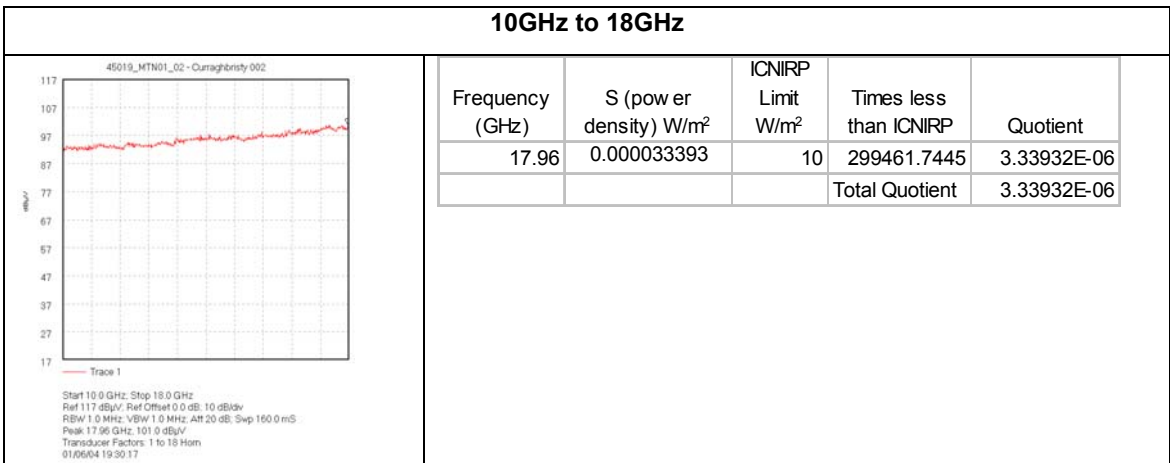 10GHz to 18GHz
45019_MTN01_02 - Curraghbristy 002
117
107
97
87
77
67
57
47
37
27
17
dBµV
Trace 1
Start 10.0 GHz; Stop 18.0 GHz
Ref 117 dBµV; Ref Offset 0.0 dB; 10 dB/div
RBW 1.0 MHz; VBW 1.0 MHz; Att 20 dB; Swp 160.0 mS
Peak 17.96 GHz, 101.0 dBµV
Transducer Factors: 1 to 18 Horn
01/06/04 19:30:17
Frequency (GHz) S (pow er density) W/m² ICNIRP Limit W/m² Times less than ICNIRP Quotient
17.96 0.000033393 10 299461.7445 3.33932E-06
Total Quotient 3.33932E-06